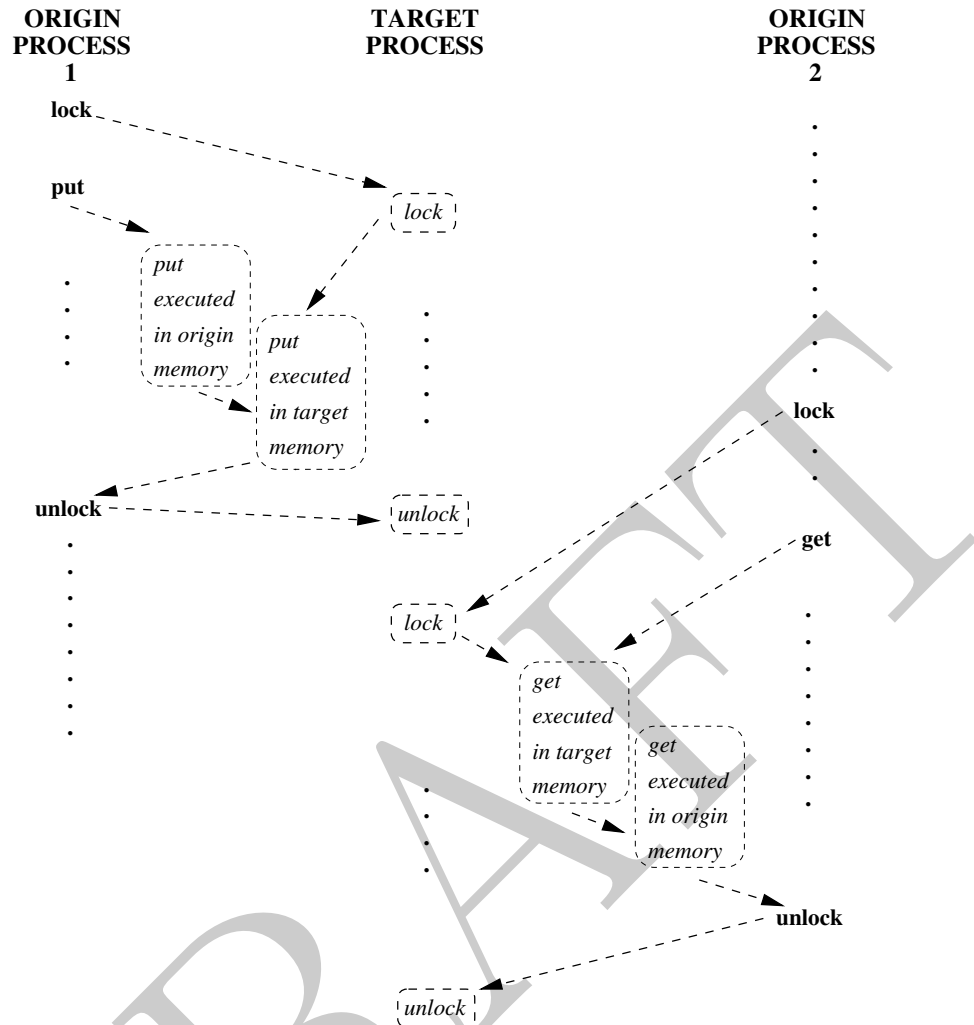 ORIGIN PROCESS 1
TARGET PROCESS
ORIGIN PROCESS 2
lock
put
lock
put
executed
in origin
memory
put
executed
in target
memory
lock
unlock
unlock
get
lock
get
executed
in target
memory
get
executed
in origin
memory
unlock
unlock
DRAFT